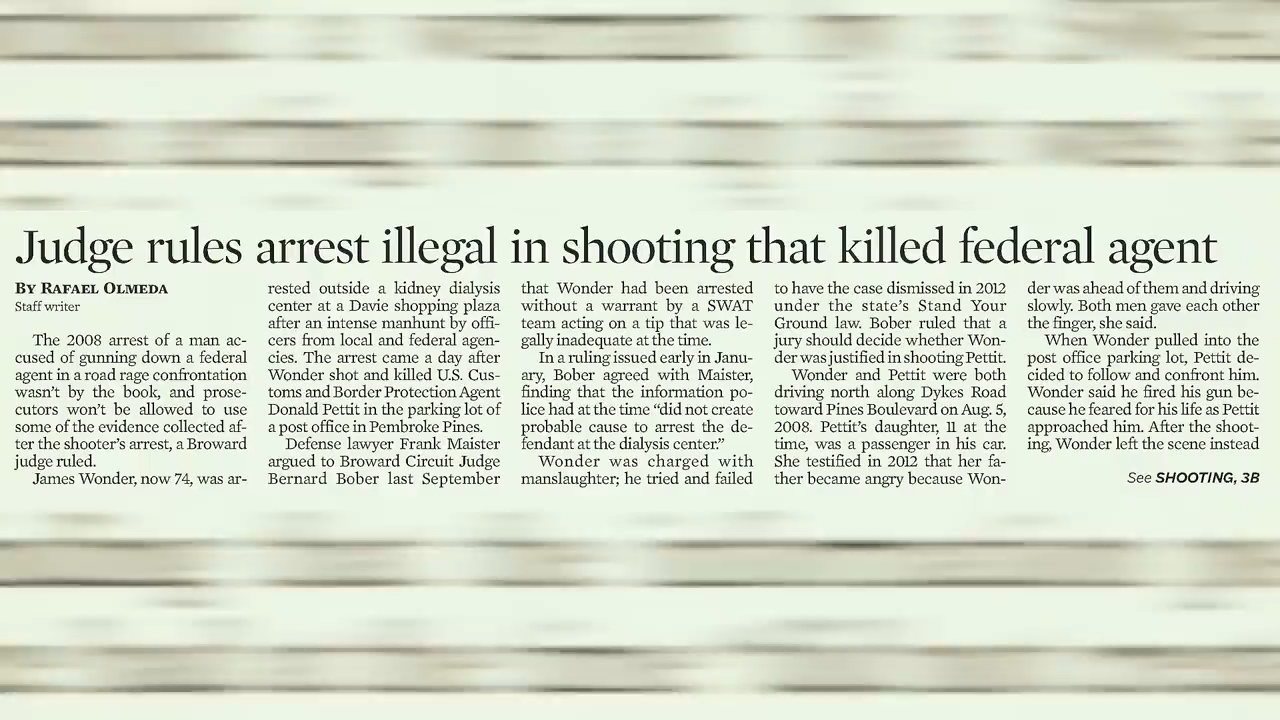 Judge rules arrest illegal in shooting that killed federal agent
BY RAFAEL OLMEDA
Staff writer
The 2008 arrest of a man ac-
cused of gunning down a federal
agent in a road rage confrontation
wasn't by the book, and prose-
cutors won't be allowed to use
some of the evidence collected af-
ter the shooter's arrest, a Broward
judge ruled.
James Wonder, now 74, was ar-
rested outside a kidney dialysis
center at a Davie shopping plaza
after an intense manhunt by offi-
cers from local and federal agen-
cies. The arrest came a day after
Wonder shot and killed U.S. Cus-
toms and Border Protection Agent
Donald Pettit in the parking lot of
a post office in Pembroke Pines.
Defense lawyer Frank Maister
argued to Broward Circuit Judge
Bernard Bober last September
that Wonder had been arrested
without a warrant by a SWAT
team acting on a tip that was le-
gally inadequate at the time.
In a ruling issued early in Janu-
ary, Bober agreed with Maister,
finding that the information po-
lice had at the time "did not create
probable cause to arrest the de-
fendant at the dialysis center."
Wonder was charged with
manslaughter; he tried and failed
to have the case dismissed in 2012
under the state's Stand Your
Ground law. Bober ruled that a
jury should decide whether Won-
der was justified in shooting Pettit.
Wonder and Pettit were both
driving north along Dykes Road
toward Pines Boulevard on Aug. 5,
2008. Pettit's daughter, 11 at the
time, was a passenger in his car.
She testified in 2012 that her fa-
ther became angry because Won-
der was ahead of them and driving
slowly. Both men gave each other
the finger, she said.
When Wonder pulled into the
post office parking lot, Pettit de-
cided to follow and confront him.
Wonder said he fired his gun be-
cause he feared for his life as Pettit
approached him. After the shoot-
ing, Wonder left the scene instead
See SHOOTING, 3B